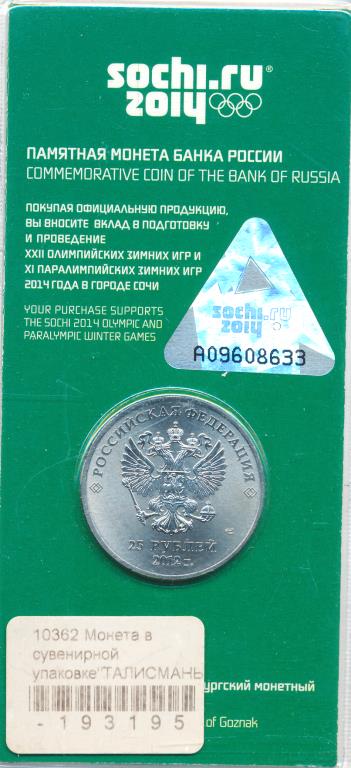 sochi.ru®
2014
ПАМЯТНАЯ МОНЕТА БАНКА РОССИИ
COMMEMORATIVE COIN OF THE BANK OF RUSSIA
ПОКУПАЯ ОФИЦИАЛЬНУЮ ПРОДУКЦИЮ,
ВЫ ВНОСИТЕ ВКЛАД В ПОДГОТОВКУ
И ПРОВЕДЕНИЕ
XXII ОЛИМПИЙСКИХ ЗИМНИХ ИГР И
XI ПАРАЛИМПИЙСКИХ ЗИМНИХ ИГР
2014 ГОДА В ГОРОДЕ СОЧИ
YOUR PURCHASE SUPPORTS
THE SOCHI 2014 OLYMPIC AND
PARALYMPIC WINTER GAMES
sochi.ru
2014
A09608633
РОССИЙСКАЯ ФЕДЕРАЦИЯ
25 РУБЛЕЙ
2012 г.
10362 Монета в
сувенирной
упаковке"ТАЛИСМАНЫ
- 193195
ургский монетный
of Goznak